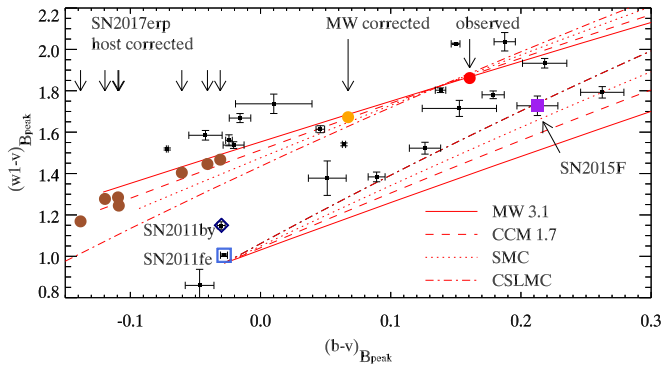 SN2017erp
host corrected
MW corrected
observed
2.2
2.0
1.8
1.6
1.4
1.2
1.0
0.8
(w1-v)Bpeak
SN2015F
SN2011by
SN2011fe
MW 3.1
CCM 1.7
SMC
CSLMC
-0.1
0.0
0.1
0.2
0.3
(b-v)Bpeak